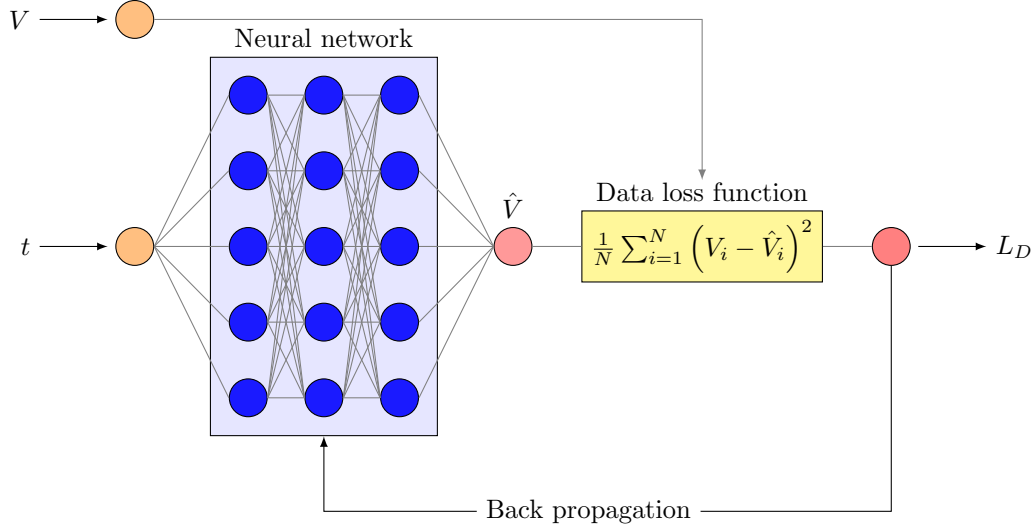 V
Neural network
t
V̂
Data loss function
1/N ∑_{i=1}^{N} (V_i − V̂_i)^2
L_D
Back propagation